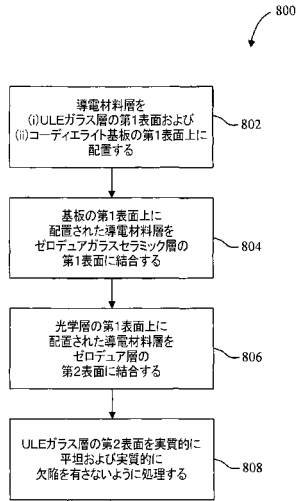 800
導電材料層を
(i)ULEガラス層の第1表面および
(ii)コーディエライト基板の第1表面上に
配置する
802
基板の第1表面上に
配置された導電材料層を
ゼロデュアガラスセラミック層の
第1表面に結合する
804
光学層の第1表面上に
配置された導電材料層を
ゼロデュア層の
第2表面に結合する
806
ULEガラス層の第2表面を実質的に
平坦および実質的に
欠陥を有さないように処理する
808